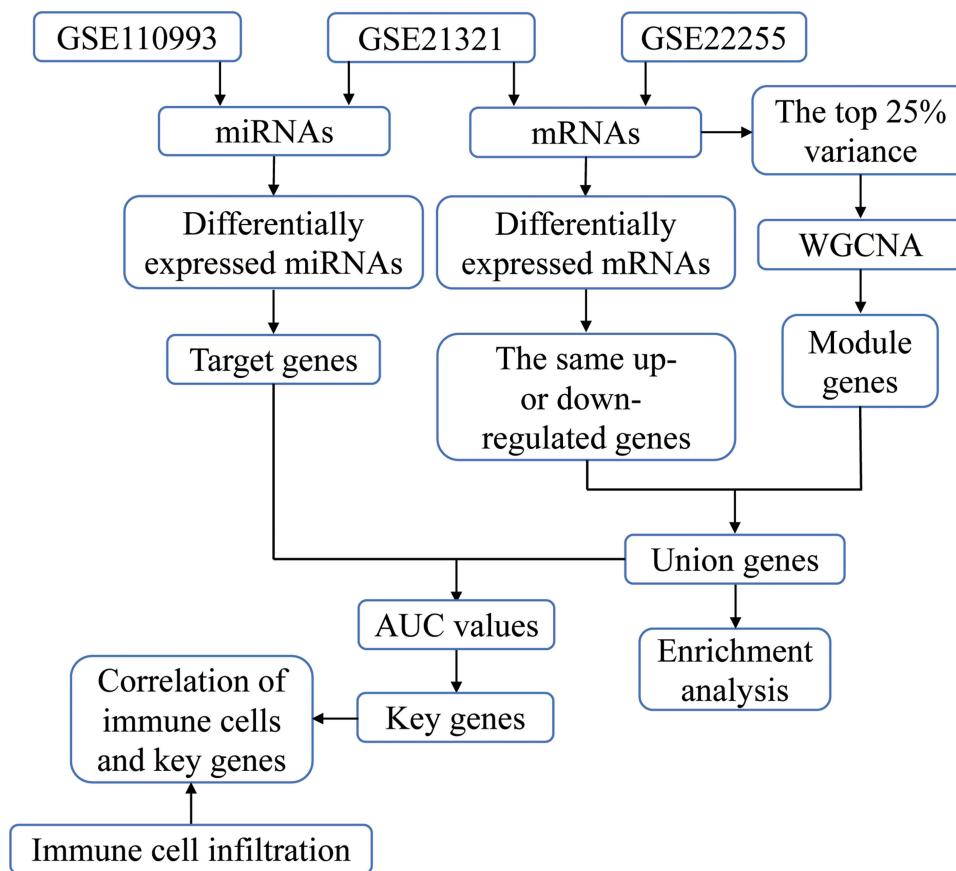 GSE110993
GSE21321
GSE22255
miRNAs
mRNAs
The top 25%
variance
Differentially
expressed miRNAs
Differentially
expressed mRNAs
WGCNA
Target genes
The same up-
or down-
regulated genes
Module
genes
Union genes
AUC values
Enrichment
analysis
Correlation of
immune cells
and key genes
Key genes
Immune cell infiltration